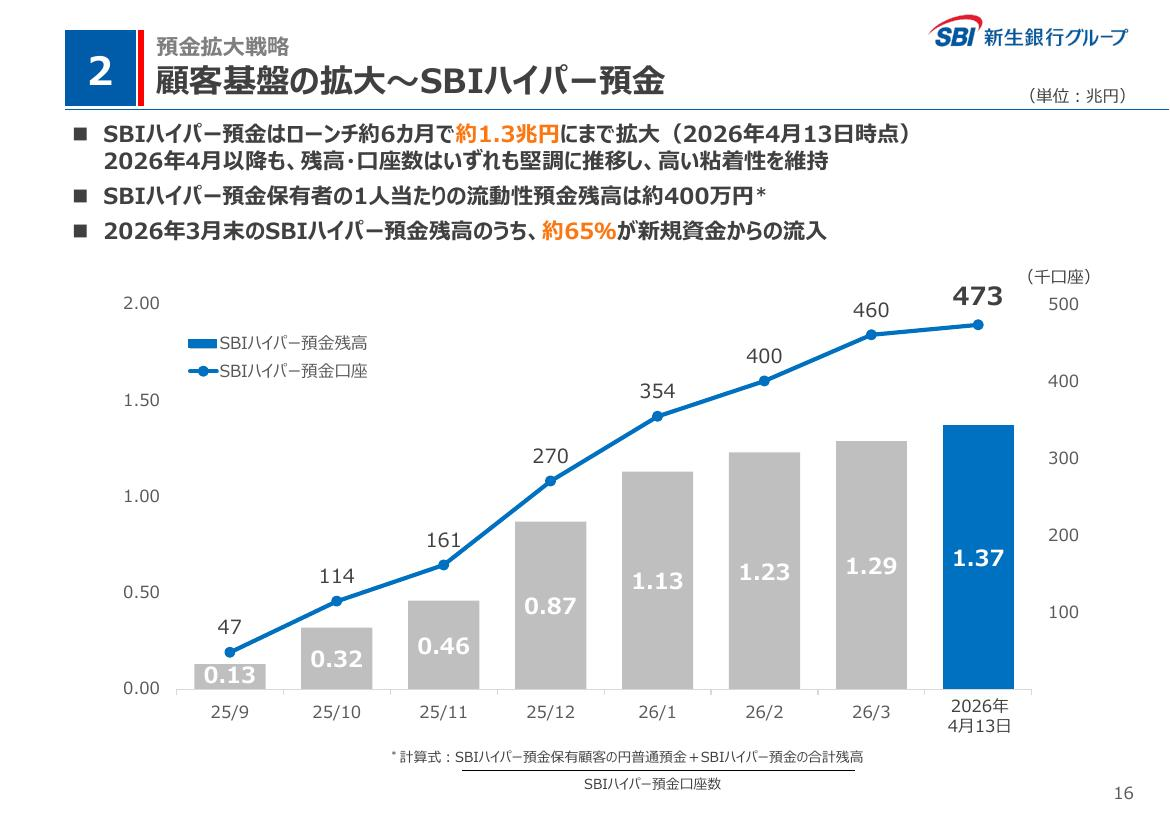 2
預金拡大戦略
顧客基盤の拡大~SBIハイパー預金
SBI 新生銀行グループ
（単位：兆円）
■ SBIハイパー預金はローンチ約6カ月で約1.3兆円にまで拡大（2026年4月13日時点）
2026年4月以降も、残高・口座数はいずれも堅調に推移し、高い粘着性を維持
■ SBIハイパー預金保有者の1人当たりの流動性預金残高は約400万円*
■ 2026年3月末のSBIハイパー預金残高のうち、約65%が新規資金からの流入
（千口座）
2.00
1.50
1.00
0.50
0.00
SBIハイパー預金残高
SBIハイパー預金口座
47
114
161
270
354
400
460
473
0.13
0.32
0.46
0.87
1.13
1.23
1.29
1.37
500
400
300
200
100
25/9
25/10
25/11
25/12
26/1
26/2
26/3
2026年
4月13日
* 計算式：SBIハイパー預金保有顧客の円普通預金＋SBIハイパー預金の合計残高
SBIハイパー預金口座数
16